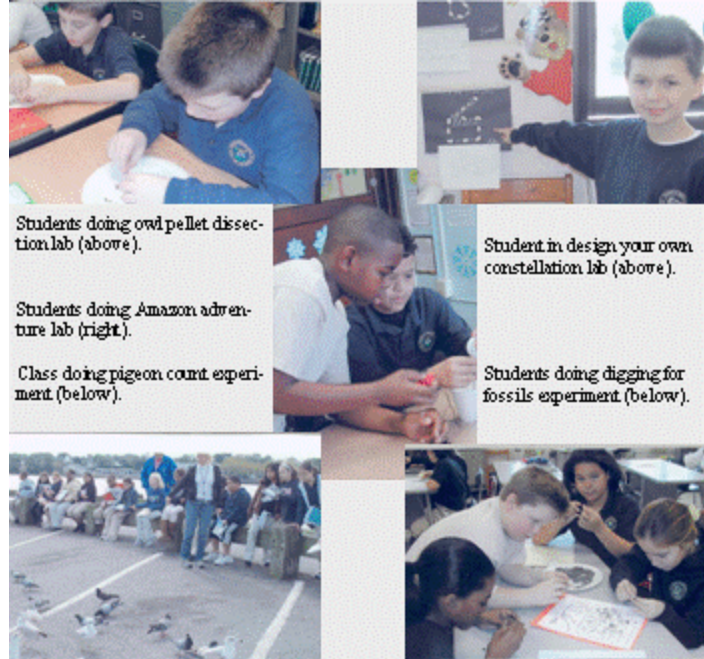 Students doing owl pellet dissec-
tion lab (above).
Students doing Amazon adven-
ture lab (right).
Class doing pigeon count experi-
ment (below).
Student in design your own
constellation lab (above).
Students doing digging for
fossils experiment (below).